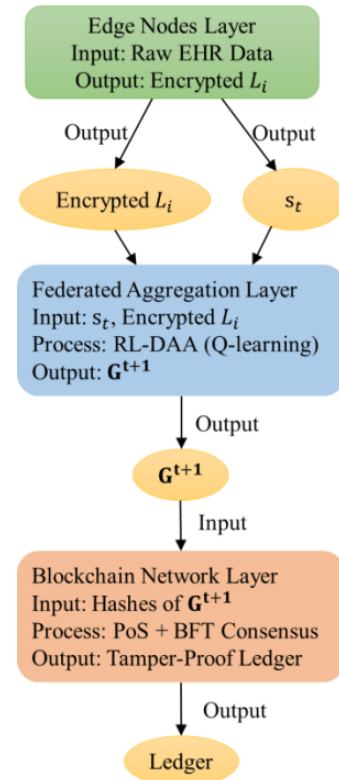 Edge Nodes Layer
Input: Raw EHR Data
Output: Encrypted L_i
Output
Output
Encrypted L_i
s_t
Federated Aggregation Layer
Input: s_t, Encrypted L_i
Process: RL-DAA (Q-learning)
Output: G^{t+1}
Output
G^{t+1}
Input
Blockchain Network Layer
Input: Hashes of G^{t+1}
Process: PoS + BFT Consensus
Output: Tamper-Proof Ledger
Output
Ledger